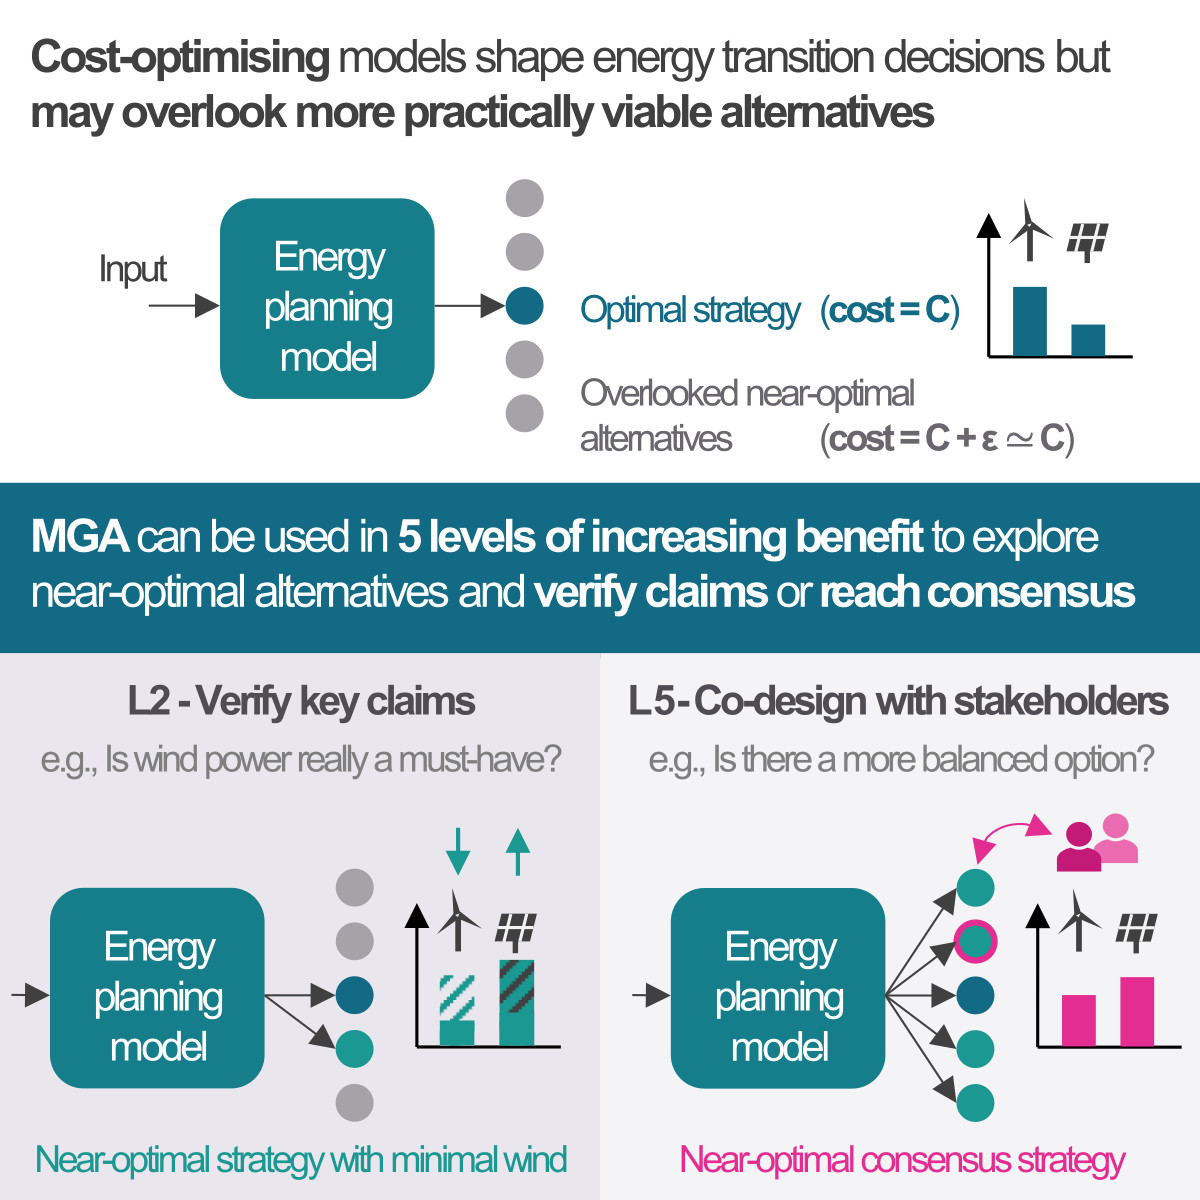 Cost-optimising models shape energy transition decisions but
may overlook more practically viable alternatives
Input
Energy
planning
model
Optimal strategy (cost = C)
Overlooked near-optimal
alternatives (cost = C + ε ≃ C)
MGA can be used in 5 levels of increasing benefit to explore
near-optimal alternatives and verify claims or reach consensus
L2 - Verify key claims
e.g., Is wind power really a must-have?
Energy
planning
model
Near-optimal strategy with minimal wind
L5 - Co-design with stakeholders
e.g., Is there a more balanced option?
Energy
planning
model
Near-optimal consensus strategy